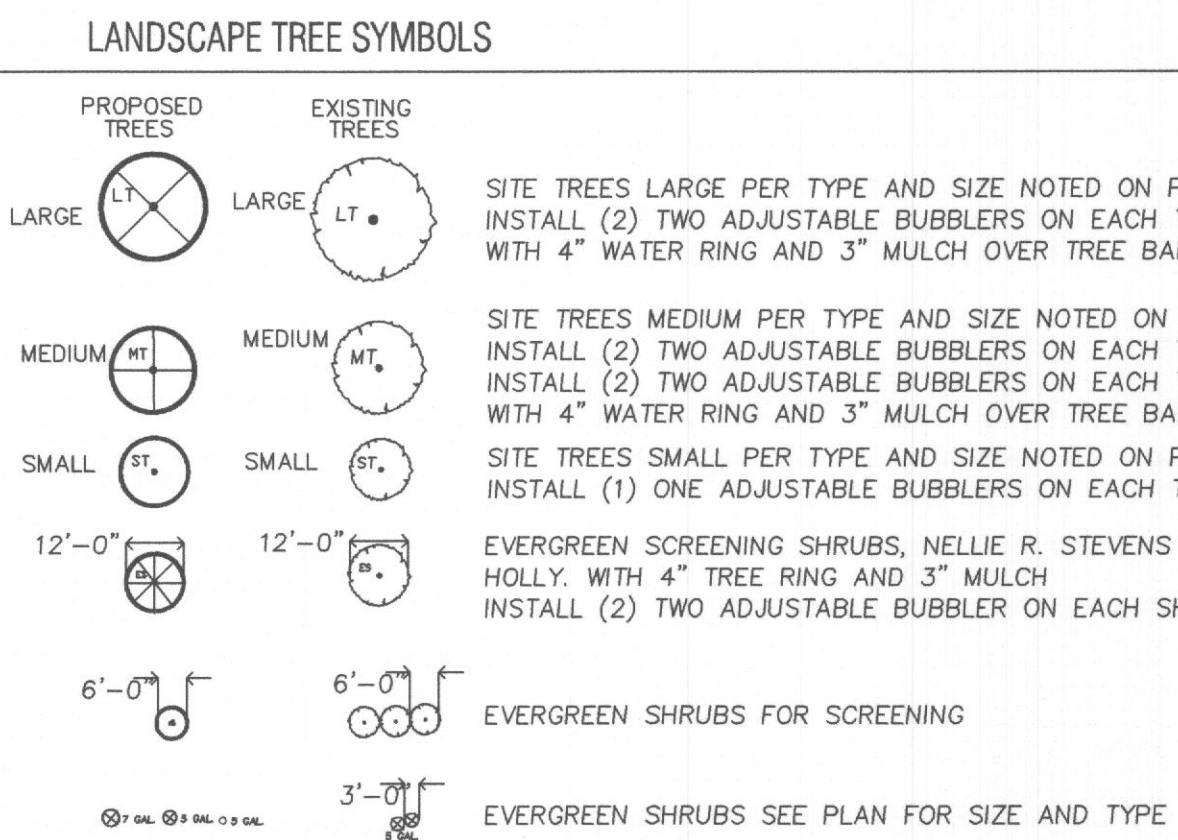 LANDSCAPE TREE SYMBOLS
PROPOSED
TREES
EXISTING
TREES
LARGE
LT
LARGE
LT
SITE TREES LARGE PER TYPE AND SIZE NOTED ON
INSTALL (2) TWO ADJUSTABLE BUBBLERS ON EACH
WITH 4" WATER RING AND 3" MULCH OVER TREE
MEDIUM
MT
MEDIUM
MT
SITE TREES MEDIUM PER TYPE AND SIZE NOTED ON
INSTALL (2) TWO ADJUSTABLE BUBBLERS ON EACH
INSTALL (2) TWO ADJUSTABLE BUBBLERS ON EACH
WITH 4" WATER RING AND 3" MULCH OVER TREE
SMALL
ST
SMALL
ST
SITE TREES SMALL PER TYPE AND SIZE NOTED ON
INSTALL (1) ONE ADJUSTABLE BUBBLERS ON EACH
12'-0"
ES
12'-0"
ES
EVERGREEN SCREENING SHRUBS, NELLIE R. STEVENS
HOLLY. WITH 4" TREE RING AND 3" MULCH
INSTALL (2) TWO ADJUSTABLE BUBBLER ON EACH
6'-0"
6'-0"
EVERGREEN SHRUBS FOR SCREENING
7 GAL 5 GAL 5 GAL
3'-0"
5 GAL
EVERGREEN SHRUBS SEE PLAN FOR SIZE AND TYPE